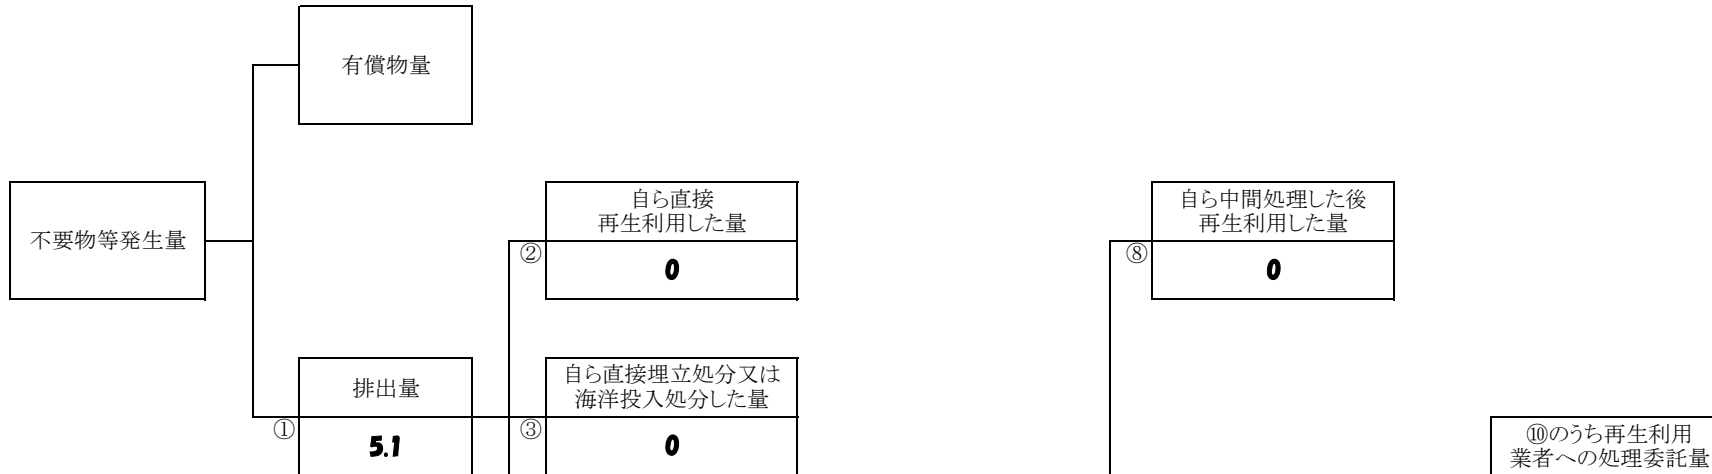 有償物量
不要物等発生量
自ら直接
再生利用した量
②
0
自ら中間処理した後
再生利用した量
⑧
0
排出量
①
5.1
自ら直接埋立処分又は
海洋投入処分した量
③
0
⑩のうち再生利用
業者への処理委託量